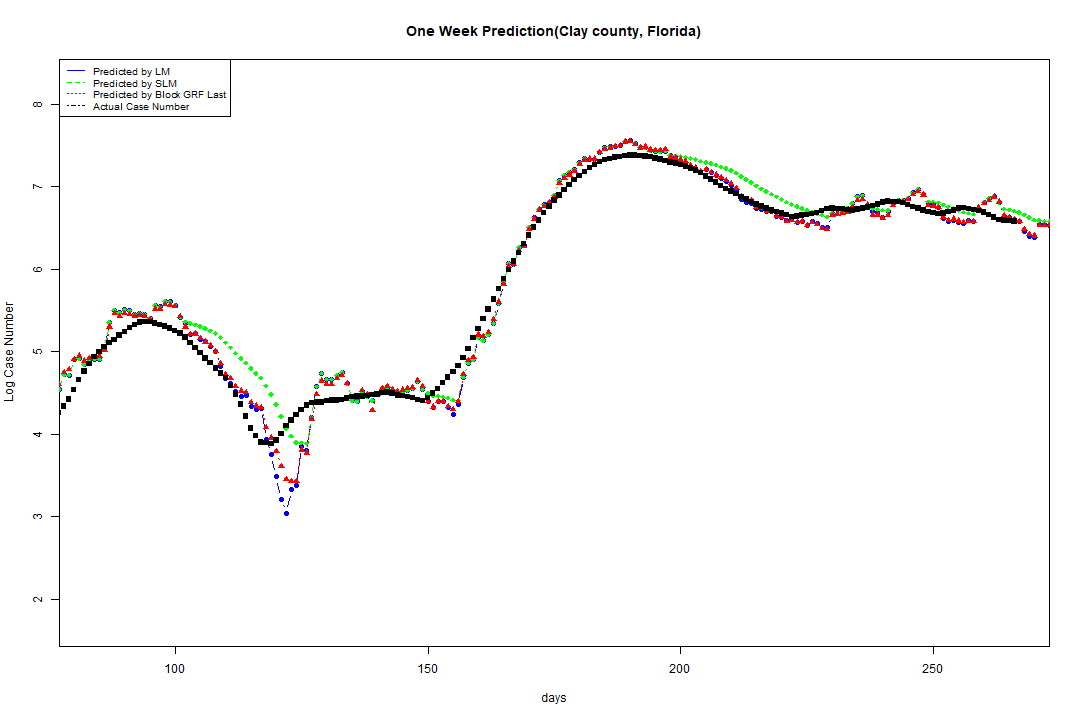 One Week Prediction(Clay county, Florida)
Predicted by LM
Predicted by SLM
Predicted by Block GRF Last
Actual Case Number
8
7
6
5
4
3
2
Log Case Number
100 150 200 250
days